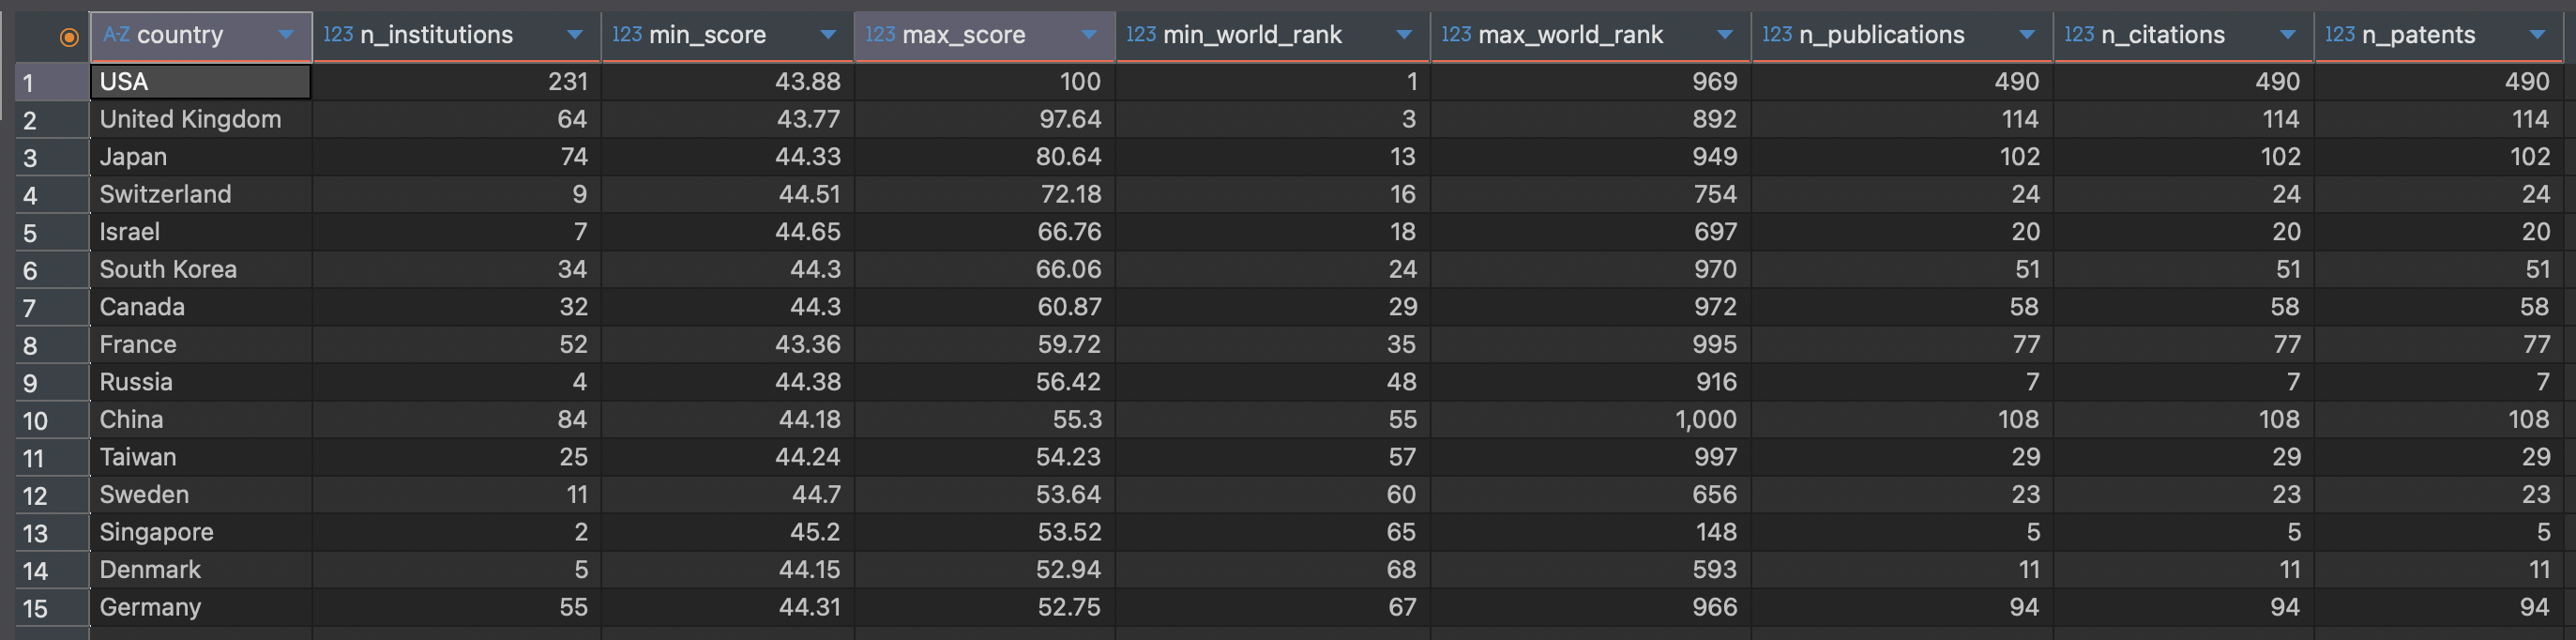 A-Z country 123 n_institutions 123 min_score 123 max_score 123 min_world_rank 123 max_world_rank 123 n_publications 123 n_citations 123 n_patents
1 USA 231 43.88 100 1 969 490 490 490
2 United Kingdom 64 43.77 97.64 3 892 114 114 114
3 Japan 74 44.33 80.64 13 949 102 102 102
4 Switzerland 9 44.51 72.18 16 754 24 24 24
5 Israel 7 44.65 66.76 18 697 20 20 20
6 South Korea 34 44.3 66.06 24 970 51 51 51
7 Canada 32 44.3 60.87 29 972 58 58 58
8 France 52 43.36 59.72 35 995 77 77 77
9 Russia 4 44.38 56.42 48 916 7 7 7
10 China 84 44.18 55.3 55 1,000 108 108 108
11 Taiwan 25 44.24 54.23 57 997 29 29 29
12 Sweden 11 44.7 53.64 60 656 23 23 23
13 Singapore 2 45.2 53.52 65 148 5 5 5
14 Denmark 5 44.15 52.94 68 593 11 11 11
15 Germany 55 44.31 52.75 67 966 94 94 94